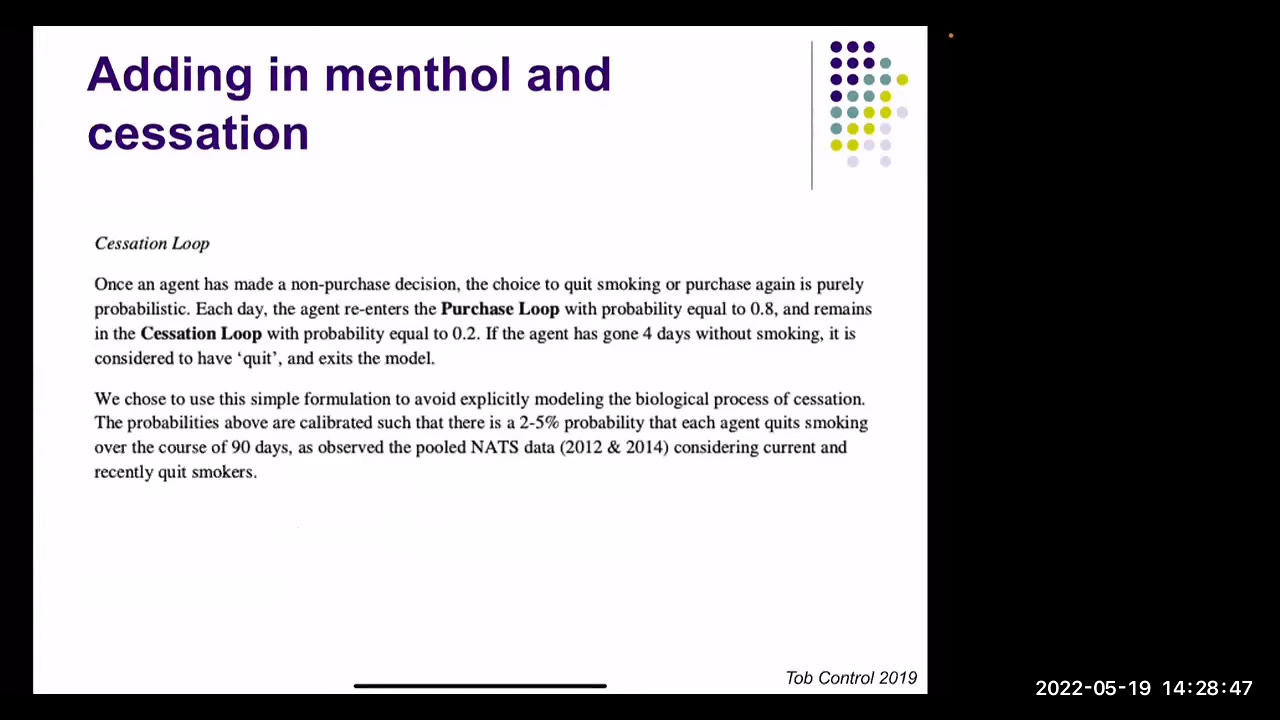 Adding in menthol and
cessation
Cessation Loop
Once an agent has made a non-purchase decision, the choice to quit smoking or purchase again is purely
probabilistic. Each day, the agent re-enters the Purchase Loop with probability equal to 0.8, and remains
in the Cessation Loop with probability equal to 0.2. If the agent has gone 4 days without smoking, it is
considered to have ‘quit’, and exits the model.
We chose to use this simple formulation to avoid explicitly modeling the biological process of cessation.
The probabilities above are calibrated such that there is a 2-5% probability that each agent quits smoking
over the course of 90 days, as observed the pooled NATS data (2012 & 2014) considering current and
recently quit smokers.
Tob Control 2019
2022-05-19 14:28:47